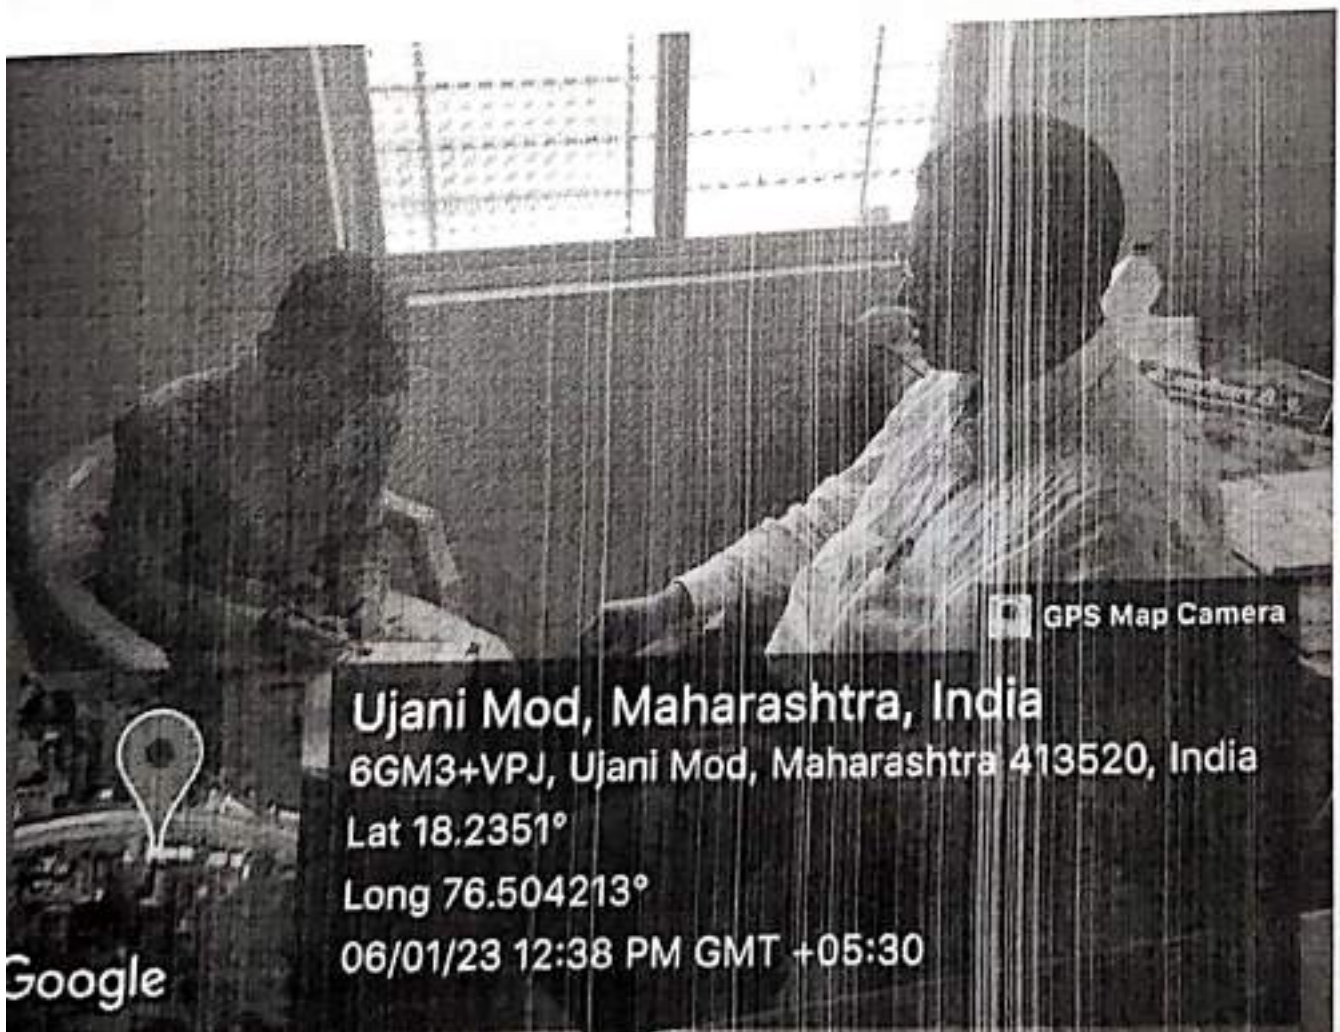 GPS Map Camera
Ujani Mod, Maharashtra, India
6GM3+VPJ, Ujani Mod, Maharashtra 413520, India
Lat 18.2351°
Long 76.504213°
06/01/23 12:38 PM GMT +05:30
Google